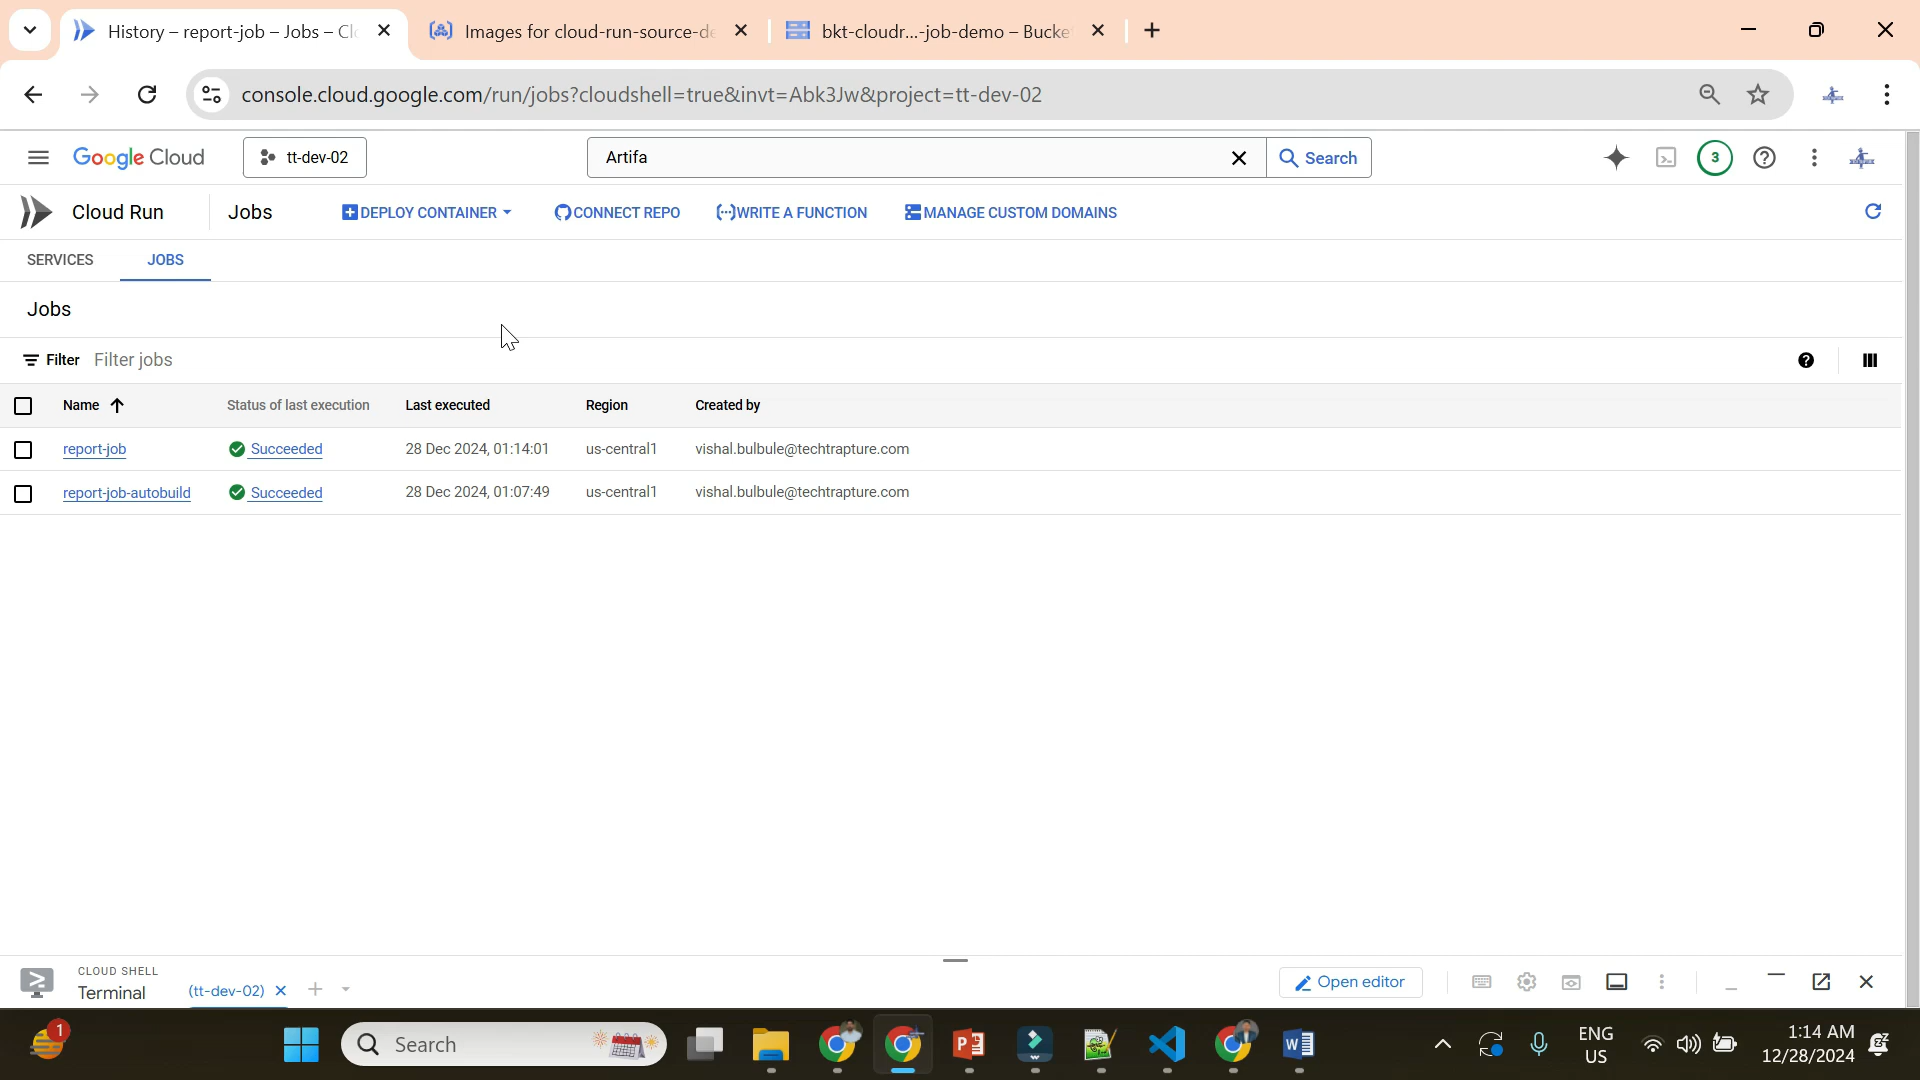 History – report-job – Jobs – Cl
Images for cloud-run-source-de
bkt-cloudr...-job-demo – Bucke
console.cloud.google.com/run/jobs?cloudshell=true&invt=Abk3Jw&project=tt-dev-02
Google Cloud
tt-dev-02
Artifa
Search
3
Cloud Run
Jobs
DEPLOY CONTAINER
CONNECT REPO
WRITE A FUNCTION
MANAGE CUSTOM DOMAINS
SERVICES
JOBS
Jobs
Filter
Filter jobs
Name
Status of last execution
Last executed
Region
Created by
report-job
Succeeded
28 Dec 2024, 01:14:01
us-central1
vishal.bulbule@techtrapture.com
report-job-autobuild
Succeeded
28 Dec 2024, 01:07:49
us-central1
vishal.bulbule@techtrapture.com
CLOUD SHELL
Terminal
(tt-dev-02)
Open editor
1
Search
ENG
US
1:14 AM
12/28/2024